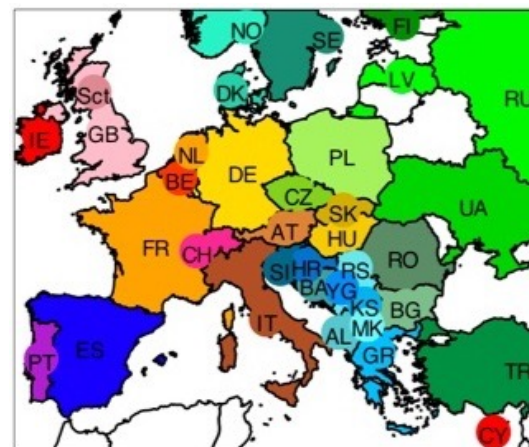 NO
SE
FI
RU
Sct
DK
LV
IE
GB
NL
BE
DE
PL
CZ
SK
UA
FR
CH
AT
HU
RO
SI
HR
BA
RS
YG
KS
BG
IT
AL
MK
GR
PT
ES
TR
CY